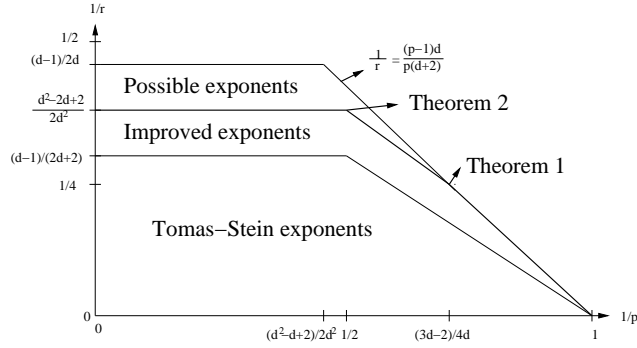 1/r
1/2
(d−1)/2d
1/r = (p−1)d/p(d+2)
Possible exponents
d²−2d+2/2d²
Theorem 2
Improved exponents
(d−1)/(2d+2)
Theorem 1
1/4
Tomas−Stein exponents
0
0
(d²−d+2)/2d² 1/2 (3d−2)/4d 1 1/p